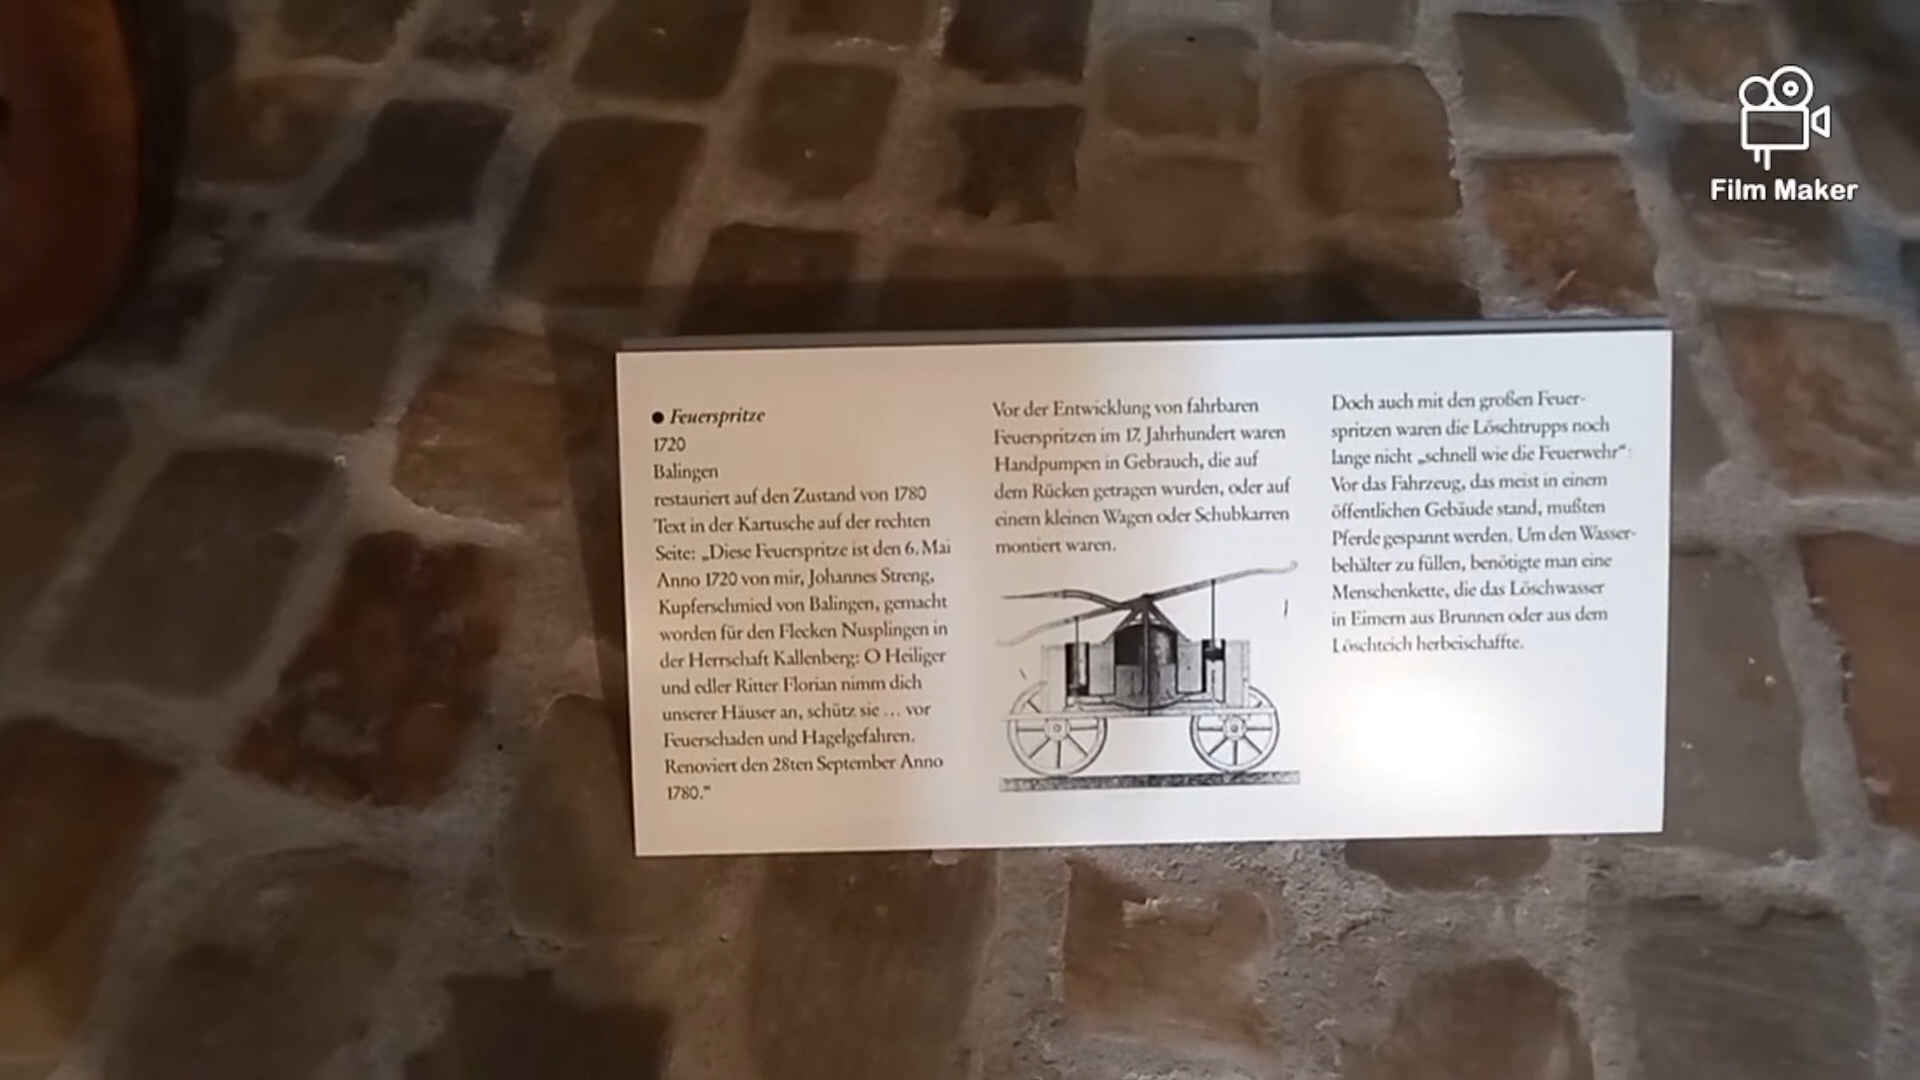 Film Maker
● Feuerspritze
1720
Balingen
restauriert auf den Zustand von 1780
Text in der Kartusche auf der rechten
Seite: „Diese Feuerspritze ist den 6. Mai
Anno 1720 von mir, Johannes Streng,
Kupferschmied von Balingen, gemacht
worden für den Flecken Nusplingen in
der Herrschaft Kallenberg: O Heiliger
und edler Ritter Florian nimm dich
unserer Häuser an, schütz sie ... vor
Feuerschaden und Hagelgefahren.
Renoviert den 28ten September Anno
1780.”
Vor der Entwicklung von fahrbaren
Feuerspritzen im 17. Jahrhundert waren
Handpumpen in Gebrauch, die auf
dem Rücken getragen wurden, oder auf
einem kleinen Wagen oder Schubkarren
montiert waren.
Doch auch mit den großen Feuer-
spritzen waren die Löschtrupps noch
lange nicht „schnell wie die Feuerwehr“:
Vor das Fahrzeug, das meist in einem
öffentlichen Gebäude stand, mußten
Pferde gespannt werden. Um den Wasser-
behälter zu füllen, benötigte man eine
Menschenkette, die das Löschwasser
in Eimern aus Brunnen oder aus dem
Löschteich herbeischaffte.